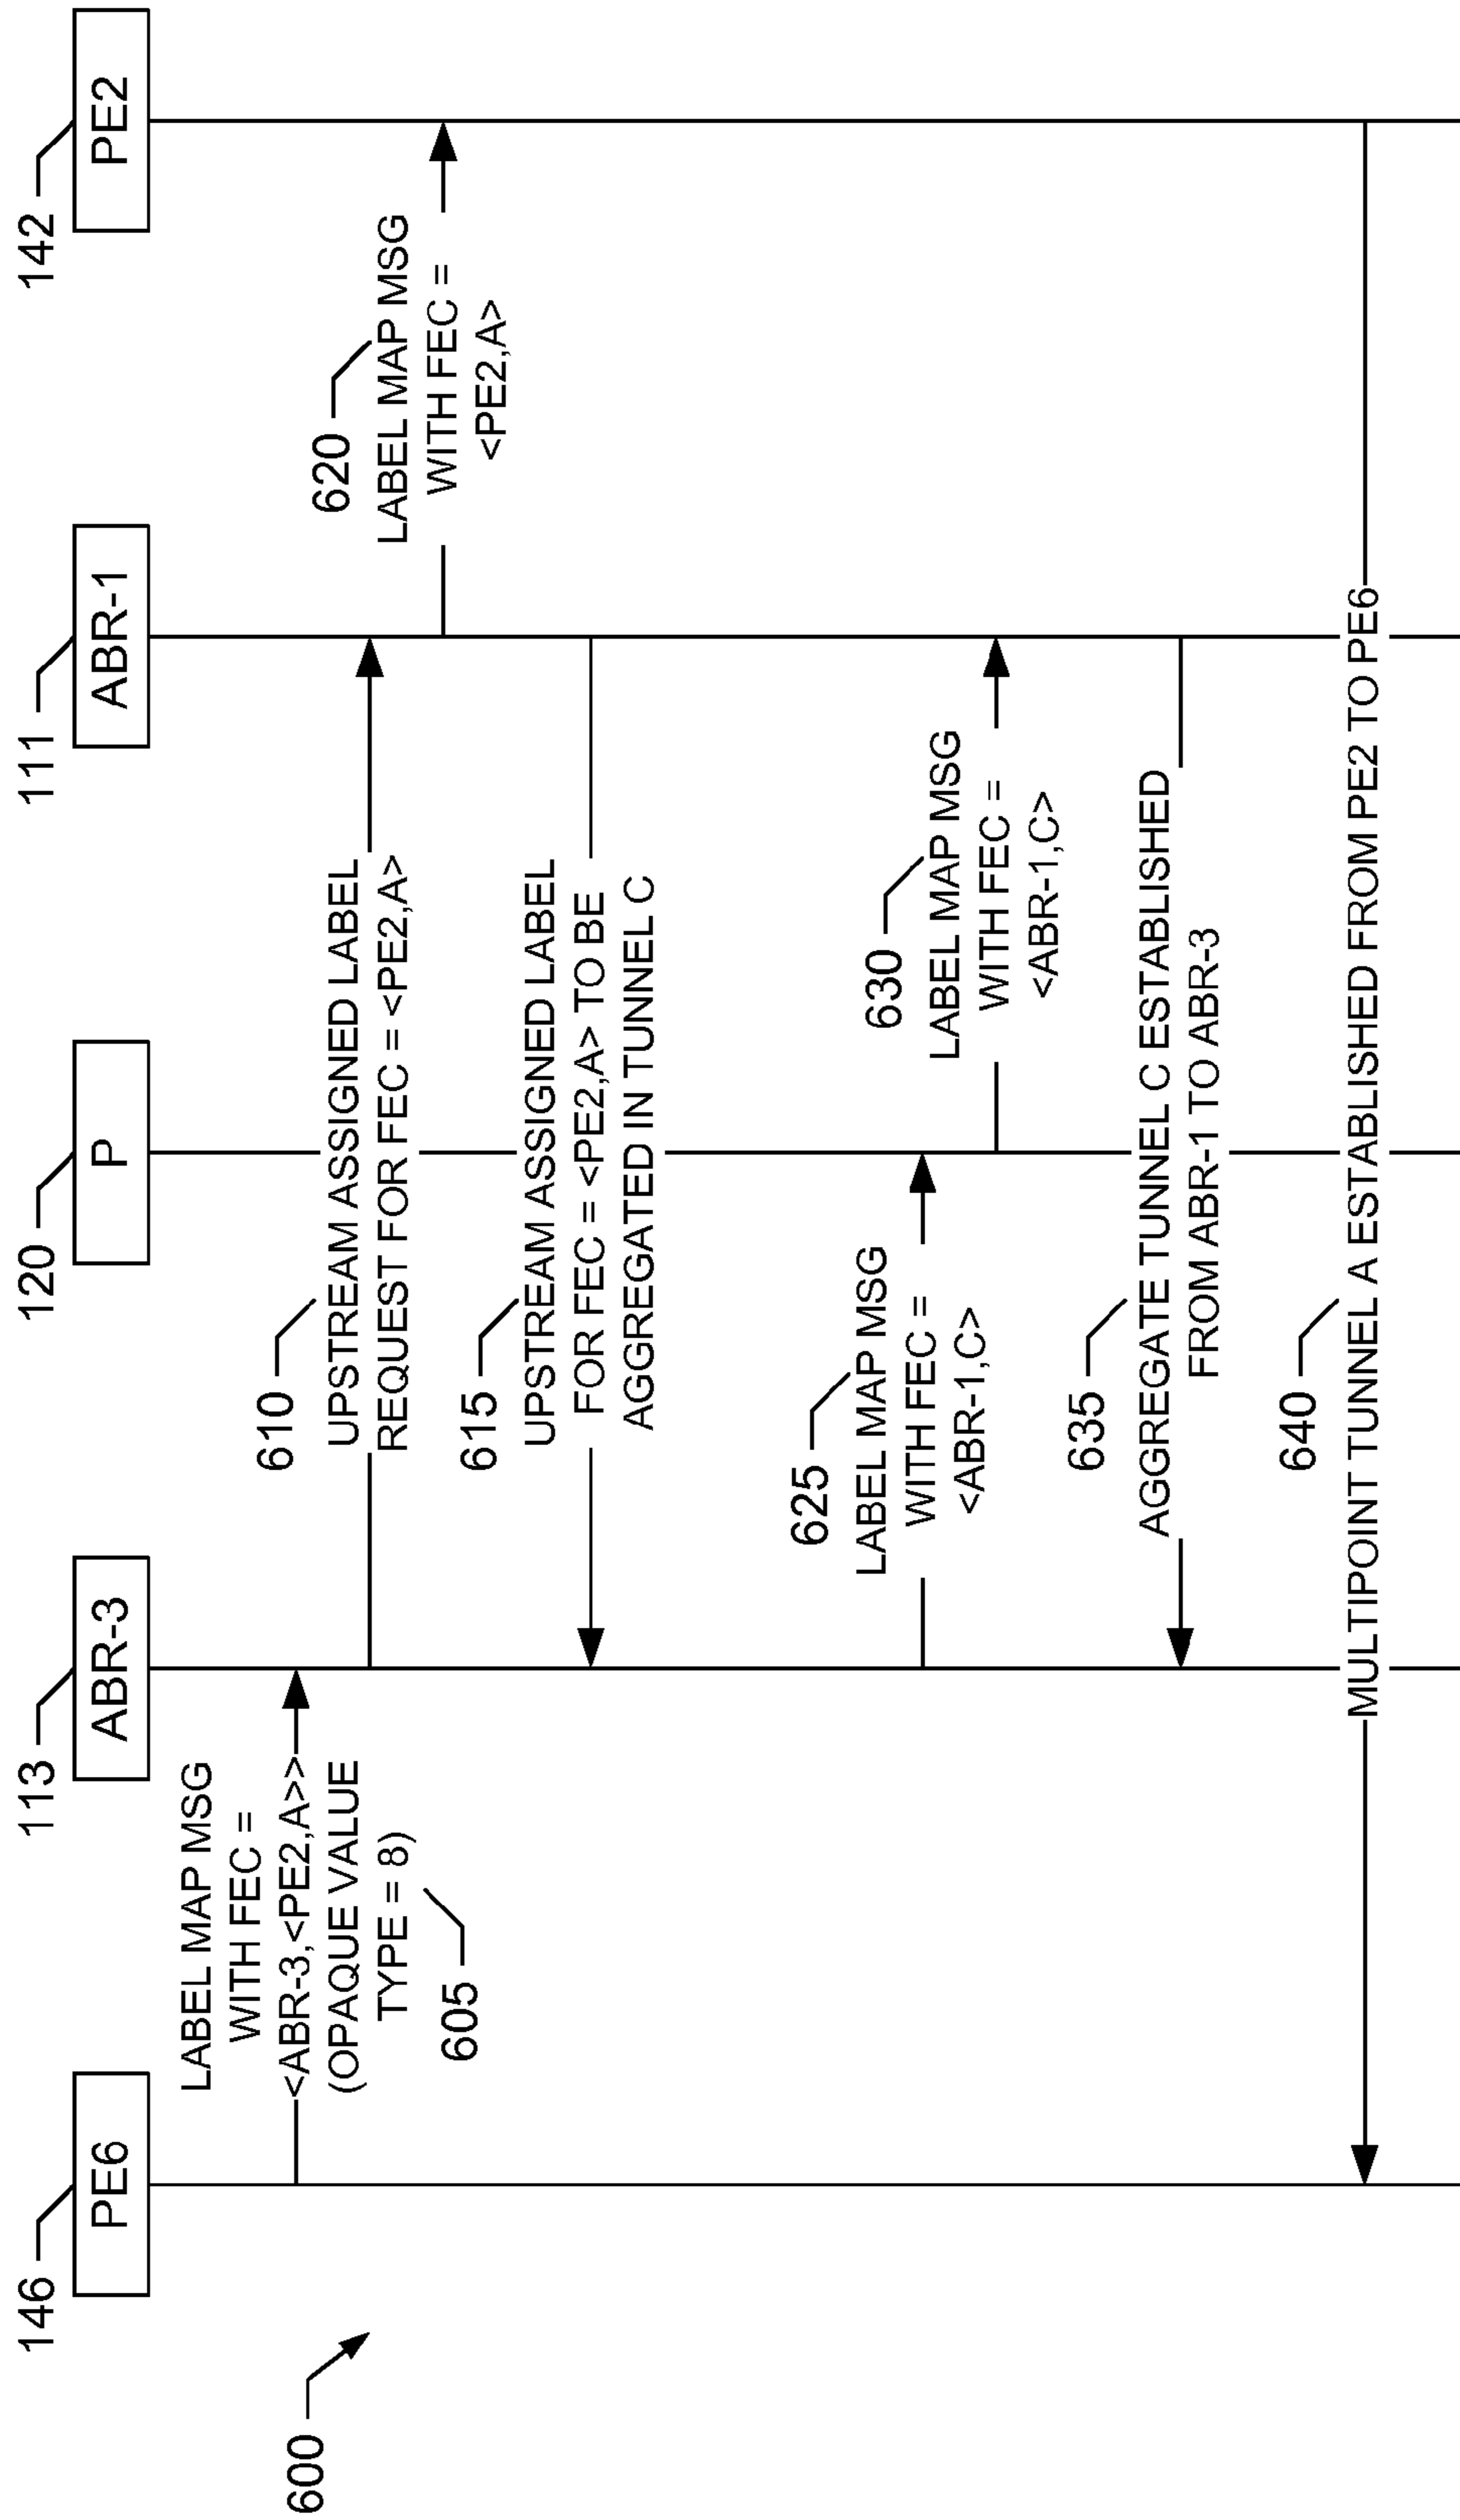 600
146
PE6
113
ABR-3
120
P
111
ABR-1
142
PE2
LABEL MAP MSG
WITH FEC =
<ABR-3,<PE2,A>>
(OPAQUE VALUE
TYPE = 8)
605
610
UPSTREAM ASSIGNED LABEL
REQUEST FOR FEC = <PE2,A>
615
UPSTREAM ASSIGNED LABEL
FOR FEC = <PE2,A> TO BE
AGGREGATED IN TUNNEL C
620
LABEL MAP MSG
WITH FEC =
<PE2,A>
625
LABEL MAP MSG
WITH FEC =
<ABR-1,C>
630
LABEL MAP MSG
WITH FEC =
<ABR-1,C>
635
AGGREGATE TUNNEL C ESTABLISHED
FROM ABR-1 TO ABR-3
640
MULTIPOINT TUNNEL A ESTABLISHED FROM PE2 TO PE6